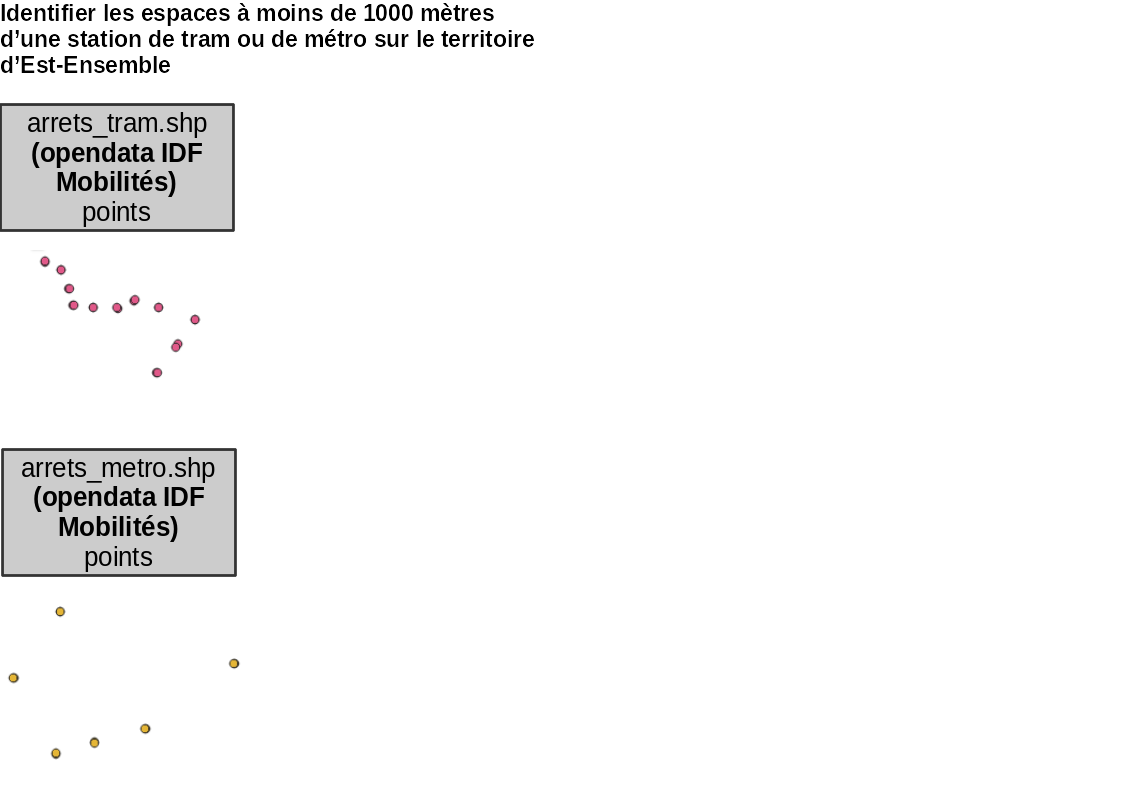 Identifier les espaces à moins de 1000 mètres
d’une station de tram ou de métro sur le territoire
d’Est-Ensemble
arrets_tram.shp
(opendata IDF
Mobilités)
points
arrets_metro.shp
(opendata IDF
Mobilités)
points